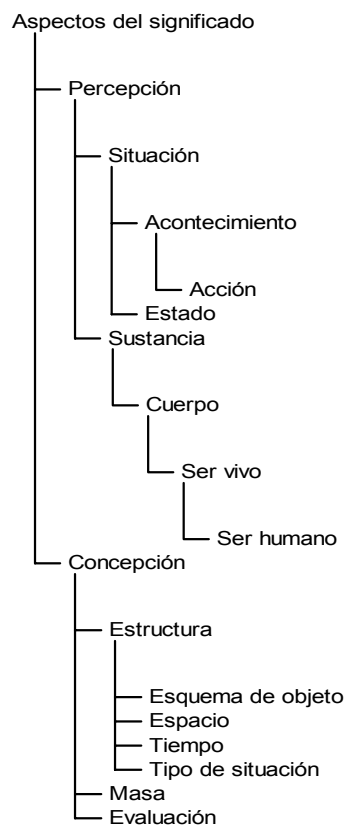 Aspectos del significado
Percepción
Situación
Acontecimiento
Acción
Estado
Sustancia
Cuerpo
Ser vivo
Ser humano
Concepción
Estructura
Esquema de objeto
Espacio
Tiempo
Tipo de situación
Masa
Evaluación